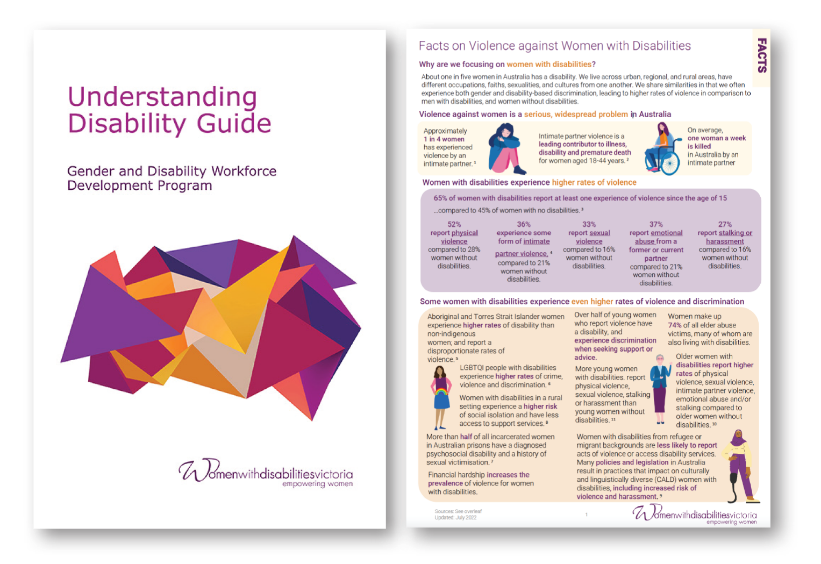 Understanding
Disability Guide
Gender and Disability Workforce
Development Program
Womenwithdisabilitiesvictoria
empowering women
FACTS
Facts on Violence against Women with Disabilities
Why are we focusing on women with disabilities?
About one in five women in Australia has a disability. We live across urban, regional, and rural areas, have
different occupations, faiths, sexualities, and cultures from one another. We share similarities in that we often
experience both gender and disability-based discrimination, leading to higher rates of violence in comparison to
men with disabilities, and women without disabilities.
Violence against women is a serious, widespread problem in Australia
Approximately
1 in 4 women
has experienced
violence by an
intimate partner. 1
Intimate partner violence is a
leading contributor to illness,
disability and premature death
for women aged 18-44 years. 2
On average,
one woman a week
is killed
in Australia by an
intimate partner
Women with disabilities experience higher rates of violence
65% of women with disabilities report at least one experience of violence since the age of 15
...compared to 45% of women with no disabilities. 3
52%
report physical
violence
compared to 28%
women without
disabilities.
36%
experience some
form of intimate
partner violence, 4
compared to 21%
women without
disabilities.
33%
report sexual
violence
compared to 16%
women without
disabilities.
37%
report emotional
abuse from a
former or current
partner
compared to 21%
women without
disabilities.
27%
report stalking or
harassment
compared to 16%
women without
disabilities.
Some women with disabilities experience even higher rates of violence and discrimination
Aboriginal and Torres Strait Islander women
experience higher rates of disability than
non-indigenous
women, and report a
disproportionate rates of
violence. 5
LGBTQI people with disabilities
experience higher rates of crime,
violence and discrimination. 6
Women with disabilities in a rural
setting experience a higher risk
of social isolation and have less
access to support services. 8
More than half of all incarcerated women
in Australian prisons have a diagnosed
psychosocial disability and a history of
sexual victimisation. 7
Financial hardship increases the
prevalence of violence for women
with disabilities.
Over half of young women
who report violence have
a disability, and
experience discrimination
when seeking support or
advice.
More young women
with disabilities. report
physical violence,
sexual violence, stalking
or harassment than
young women without
disabilities. 11
Women make up
74% of all elder abuse
victims, many of whom are
also living with disabilities.
Older women with
disabilities report higher
rates of physical
violence, sexual violence,
intimate partner violence,
emotional abuse and/or
stalking compared to
older women without
disabilities. 10
Women with disabilities from refugee or
migrant backgrounds are less likely to report
acts of violence or access disability services.
Many policies and legislation in Australia
result in practices that impact on culturally
and linguistically diverse (CALD) women with
disabilities, including increased risk of
violence and harassment. 9
Sources: See overleaf
Updated: July 2022
1
Womenwithdisabilitiesvictoria
empowering women